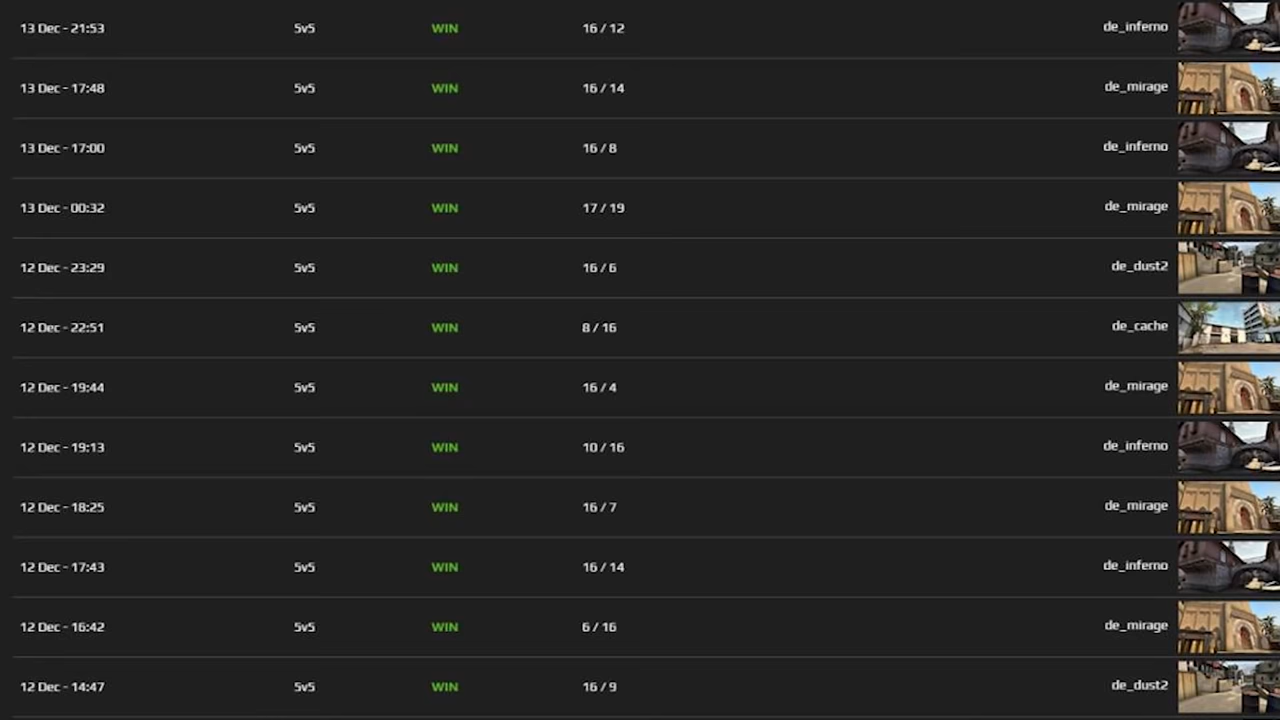 13 Dec - 21:53 5v5 WIN 16 / 12 de_inferno
13 Dec - 17:48 5v5 WIN 16 / 14 de_mirage
13 Dec - 17:00 5v5 WIN 16 / 8 de_inferno
13 Dec - 00:32 5v5 WIN 17 / 19 de_mirage
12 Dec - 23:29 5v5 WIN 16 / 6 de_dust2
12 Dec - 22:51 5v5 WIN 8 / 16 de_cache
12 Dec - 19:44 5v5 WIN 16 / 4 de_mirage
12 Dec - 19:13 5v5 WIN 10 / 16 de_inferno
12 Dec - 18:25 5v5 WIN 16 / 7 de_mirage
12 Dec - 17:43 5v5 WIN 16 / 14 de_inferno
12 Dec - 16:42 5v5 WIN 6 / 16 de_mirage
12 Dec - 14:47 5v5 WIN 16 / 9 de_dust2